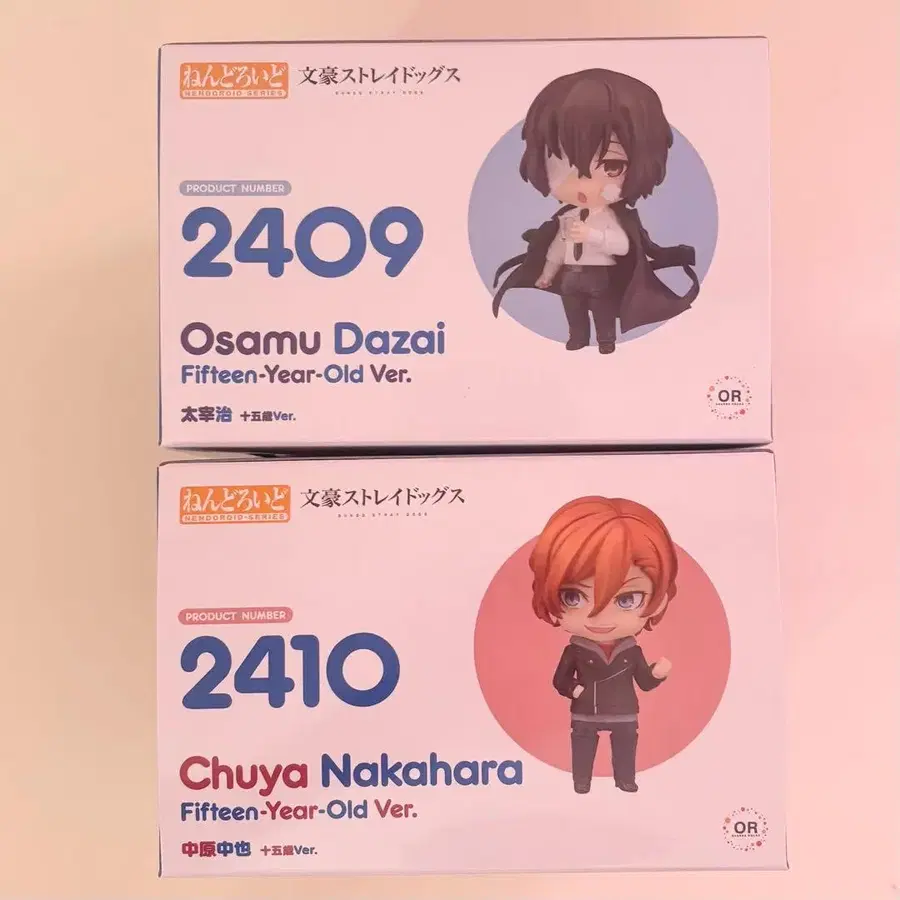 ねんどろいど
NENDOROID SERIES
文豪ストレイドッグス
BUNGO STRAY DOGS
PRODUCT NUMBER
2409
Osamu Dazai
Fifteen-Year-Old Ver.
太宰治 十五歳Ver.
OR
ねんどろいど
NENDOROID SERIES
文豪ストレイドッグス
BUNGO STRAY DOGS
PRODUCT NUMBER
2410
Chuya Nakahara
Fifteen-Year-Old Ver.
中原中也 十五歳Ver.
OR